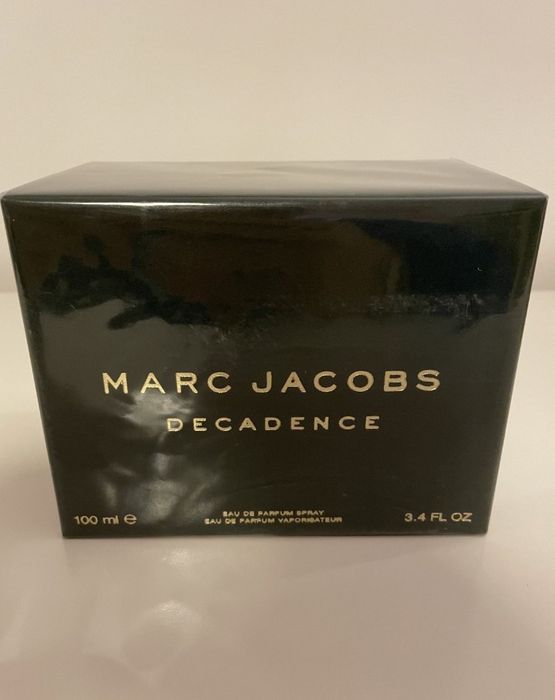 MARC JACOBS
DECADENCE
EAU DE PARFUM SPRAY
100 ml e EAU DE PARFUM VAPORISATEUR 3.4 FL OZ